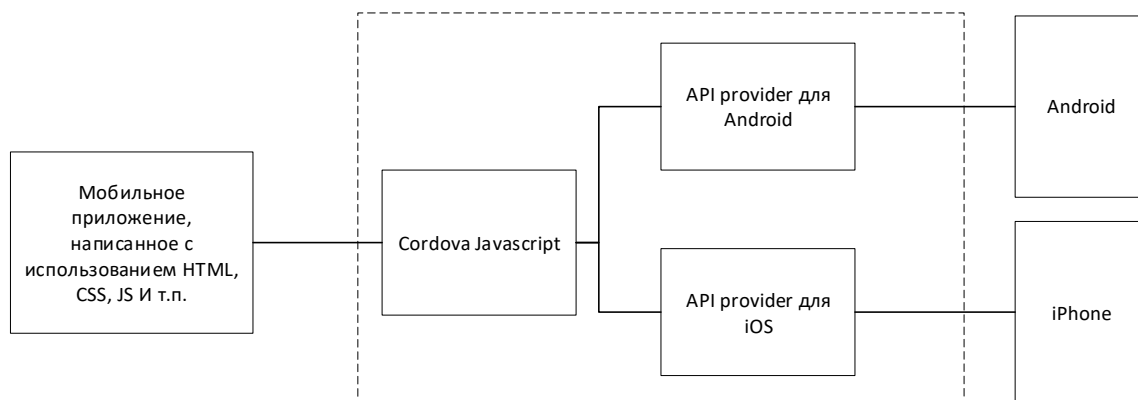 Мобильное
приложение,
написанное с
использованием HTML,
CSS, JS И т.п.
Cordova Javascript
API provider для
Android
API provider для
iOS
Android
iPhone